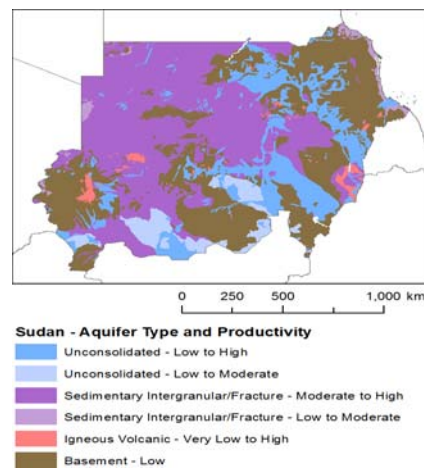 0 250 500 1,000 km
Sudan - Aquifer Type and Productivity
Unconsolidated - Low to High
Unconsolidated - Low to Moderate
Sedimentary Intergranular/Fracture - Moderate to High
Sedimentary Intergranular/Fracture - Low to Moderate
Igneous Volcanic - Very Low to High
Basement - Low